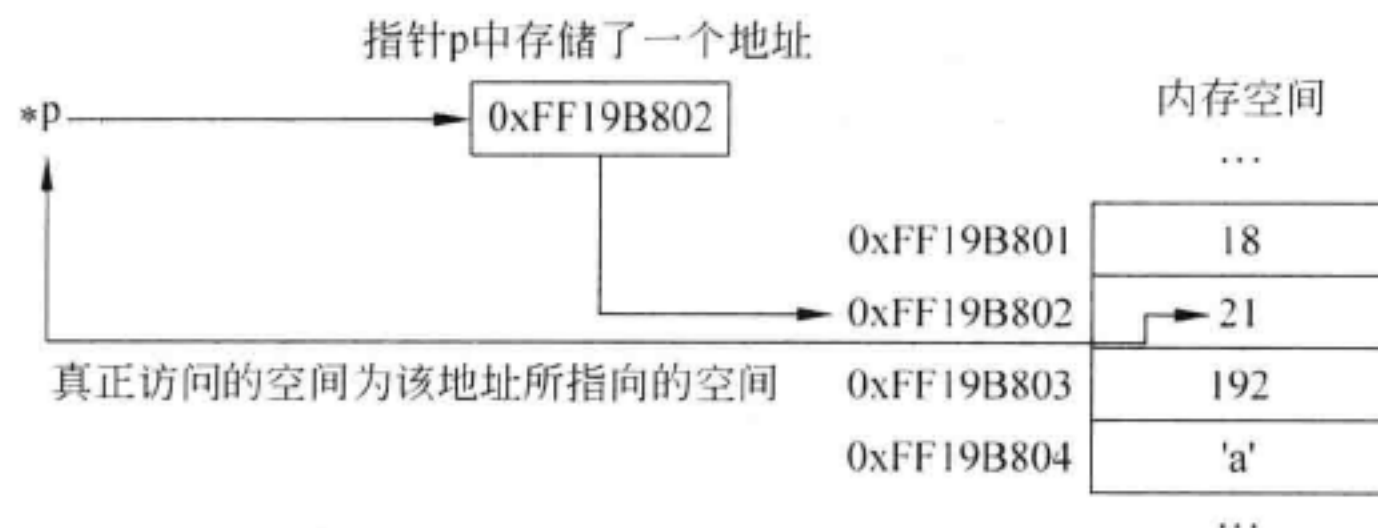 指针p中存储了一个地址
*p
0xFF19B802
内存空间
…
0xFF19B801 18
0xFF19B802 21
真正访问的空间为该地址所指向的空间
0xFF19B803 192
0xFF19B804 'a'
…